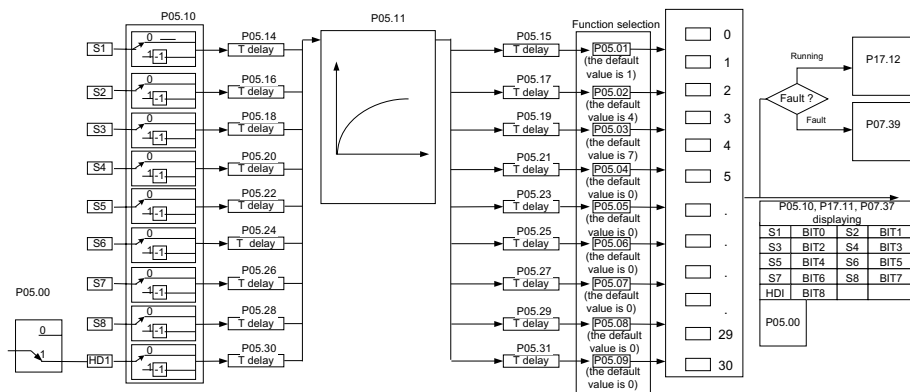 P05.10
P05.11
S1
0
1
-1
P05.14
T delay
S2
0
1
-1
P05.16
T delay
S3
0
1
-1
P05.18
T delay
S4
0
1
-1
P05.20
T delay
S5
0
1
-1
P05.22
T delay
S6
0
1
-1
P05.24
T delay
S7
0
1
-1
P05.26
T delay
S8
0
1
-1
P05.28
T delay
P05.00
0
1
HD1
0
1
-1
P05.30
T delay
Function selection
P05.15
T delay
P05.01
(the default
value is 1)
P05.17
T delay
P05.02
(the default
value is 4)
P05.19
T delay
P05.03
(the default
value is 7)
P05.21
T delay
P05.04
(the default
value is 0)
P05.23
T delay
P05.05
(the default
value is 0)
P05.25
T delay
P05.06
(the default
value is 0)
P05.27
T delay
P05.07
(the default
value is 0)
P05.29
T delay
P05.08
(the default
value is 0)
P05.31
T delay
P05.09
(the default
value is 0)
0
1
2
3
4
5
.
.
.
.
29
30
Running
P17.12
Fault ?
Fault
P07.39
P05.10, P17.11, P07.37
displaying
S1 BIT0 S2 BIT1
S3 BIT2 S4 BIT3
S5 BIT4 S6 BIT5
S7 BIT6 S8 BIT7
HDI BIT8
P05.00